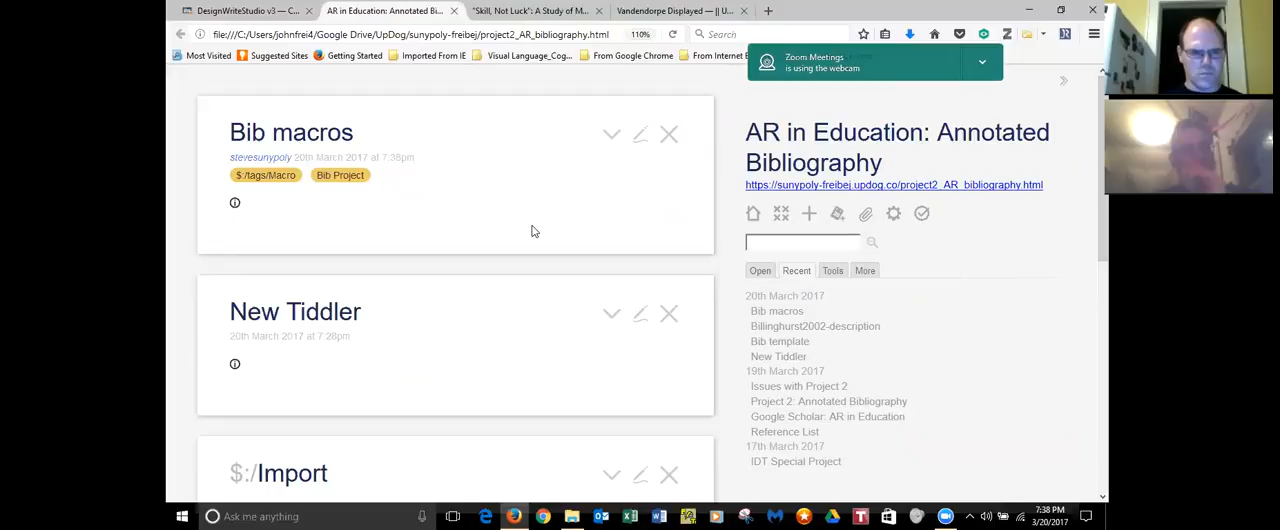 DesignWriteStudio v3 — C...
AR in Education: Annotated Bi...
"Skill, Not Luck": A Study of M...
Vandendorpe Displayed — || U...
file:///C:/Users/johnfrei4/Google Drive/UpDog/sunypoly-freibej/project2_AR_bibliography.html
110%
Search
Most Visited
Suggested Sites
Getting Started
Imported From IE
Visual Language_Cog...
From Google Chrome
From Internet E
Zoom Meetings
is using the webcam
Bib macros
stevesunypoly 20th March 2017 at 7:38pm
$:/tags/Macro
Bib Project
New Tiddler
20th March 2017 at 7:28pm
$:/Import
AR in Education: Annotated
Bibliography
https://sunypoly-freibej.updog.co/project2_AR_bibliography.html
Open
Recent
Tools
More
20th March 2017
Bib macros
Billinghurst2002-description
Bib template
New Tiddler
19th March 2017
Issues with Project 2
Project 2: Annotated Bibliography
Google Scholar: AR in Education
Reference List
17th March 2017
IDT Special Project
Ask me anything
7:38 PM
3/20/2017